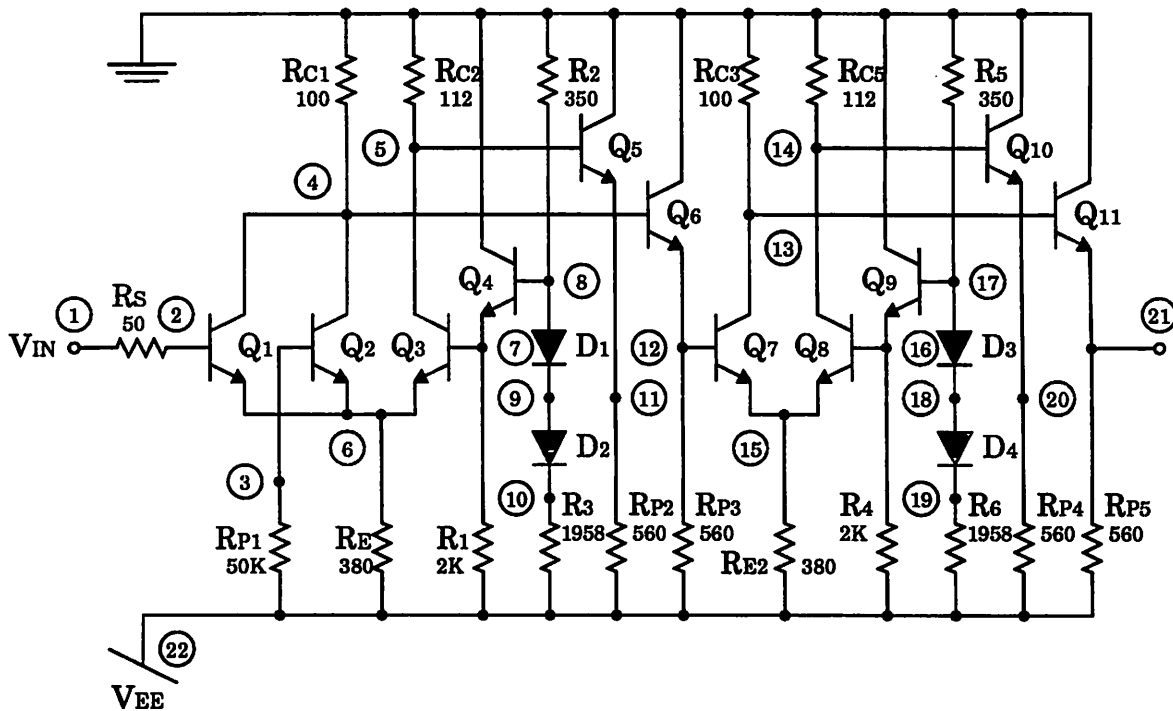 RC1 RC2 R2 RC3 RC5 R5
100 112 350 100 112 350
5 Q5 14 Q10
4 Q6 Q11
13
Q4 8 Q9 17
1 RS 2 21
50
VIN Q1 Q2 Q3 7 D1 12 Q7 Q8 16 D3
9 11 18 20
6 D2 15 D4
3 10 19
RP1 RE R1 R3 RP2 RP3 RE2 R4 R6 RP4 RP5
50K 380 2K 1958 560 560 380 2K 1958 560 560
22
VEE